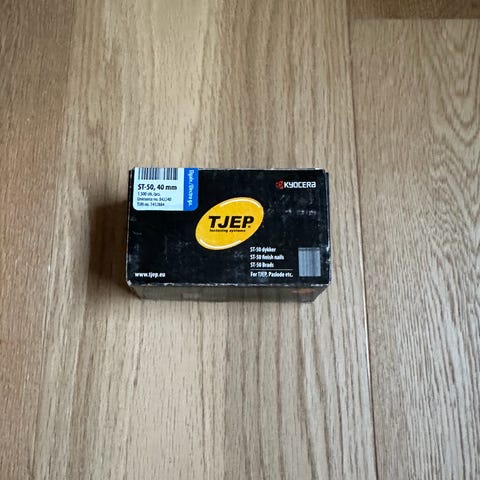 ST-50, 40 mm
KYOCERA
TJEP
fastening systems
ST-50 dykker
ST-50 finish nails
ST-50 Brads
For TJEP, Paslode etc.
www.tjep.eu